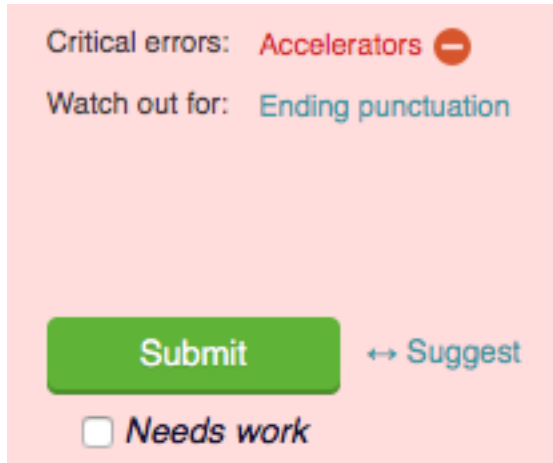 Critical errors: Accelerators
Watch out for: Ending punctuation
Submit ↔ Suggest
Needs work